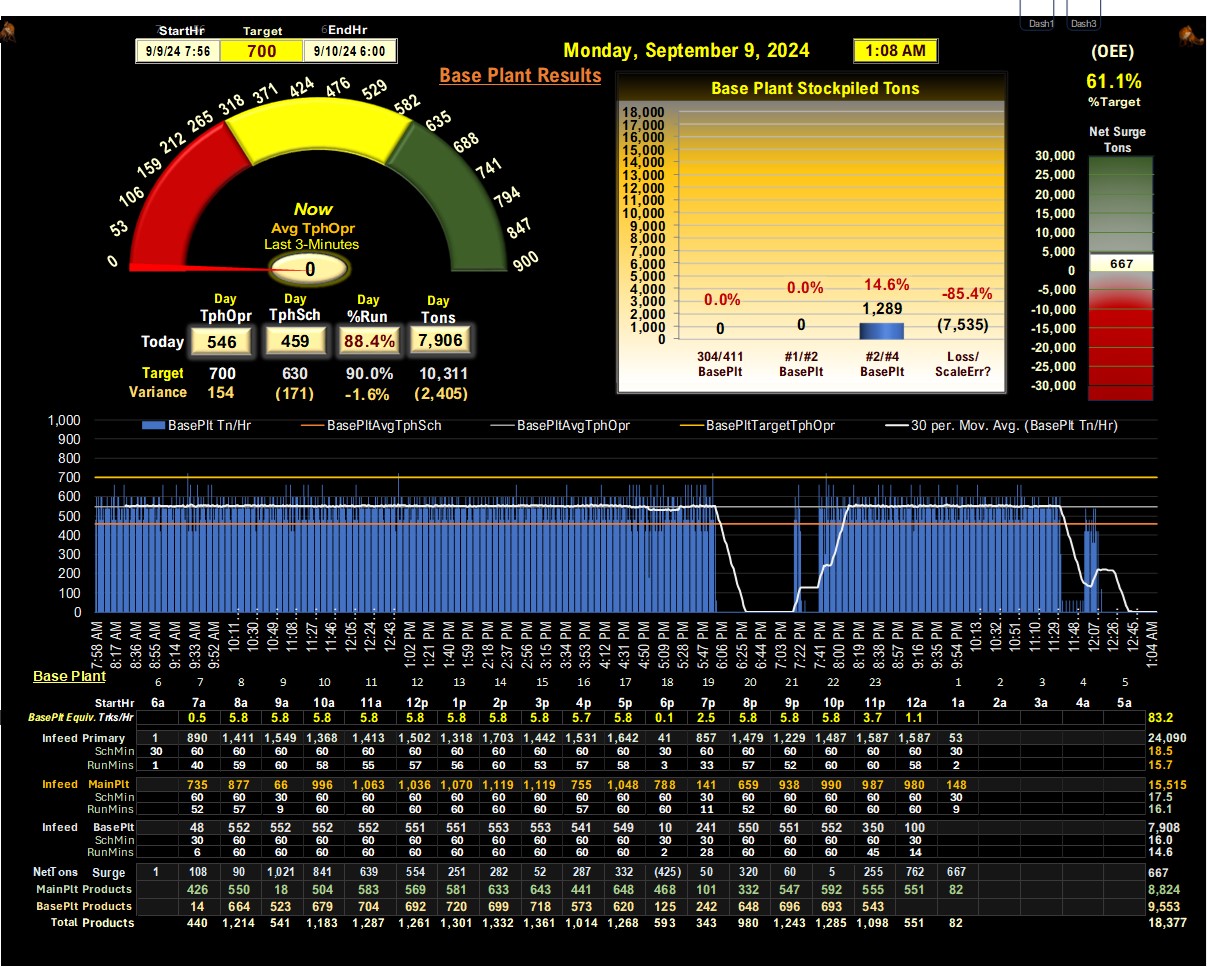 Dash1 Dash3
StartHr Target EndHr
9/9/24 7:56 700 9/10/24 6:00
Monday, September 9, 2024 1:08 AM
(OEE)
61.1%
%Target
Base Plant Results
318 371 424 476 529 582
265 635
212 688
159 741
106 794
53 847
0 900
Now
Avg TphOpr
Last 3-Minutes
0
Day Day Day Day
TphOpr TphSch %Run Tons
Today 546 459 88.4% 7,906
Target 700 630 90.0% 10,311
Variance 154 (171) -1.6% (2,405)
Base Plant Stockpiled Tons
18,000
17,000
16,000
15,000
14,000
13,000
12,000
11,000
10,000
9,000
8,000
7,000
6,000
5,000
4,000
3,000
2,000
1,000
0
0.0% 0.0% 14.6% -85.4%
0 0 1,289 (7,535)
304/411 #1/#2 #2/#4 Loss/
BasePlt BasePlt BasePlt ScaleErr?
Net Surge
Tons
30,000
25,000
20,000
15,000
10,000
5,000
0
-5,000
-10,000
-15,000
-20,000
-25,000
-30,000
667
BasePlt Tn/Hr BasePltAvgTphSch BasePltAvgTphOpr BasePltTargetTphOpr 30 per. Mov. Avg. (BasePlt Tn/Hr)
1,000
900
800
700
600
500
400
300
200
100
0
7:58 AM 8:17 AM 8:36 AM 8:55 AM 9:14 AM 9:33 AM 9:52 AM 10:11... 10:30... 10:49... 11:08... 11:27... 11:46... 12:05... 12:24... 12:43... 1:02 PM 1:21 PM 1:40 PM 1:59 PM 2:18 PM 2:37 PM 2:56 PM 3:15 PM 3:34 PM 3:53 PM 4:12 PM 4:31 PM 4:50 PM 5:09 PM 5:28 PM 5:47 PM 6:06 PM 6:25 PM 6:44 PM 7:03 PM 7:22 PM 7:41 PM 8:00 PM 8:19 PM 8:38 PM 8:57 PM 9:16 PM 9:35 PM 9:54 PM 10:13... 10:32... 10:51... 11:10... 11:29... 11:48... 12:07... 12:26... 12:45... 1:04 AM
Base Plant
6 7 8 9 10 11 12 13 14 15 16 17 18 19 20 21 22 23 1 2 3 4 5
StartHr 6a 7a 8a 9a 10a 11a 12p 1p 2p 3p 4p 5p 6p 7p 8p 9p 10p 11p 12a 1a 2a 3a 4a 5a
BasePlt Equiv. Trks/Hr 0.5 5.8 5.8 5.8 5.8 5.8 5.8 5.8 5.8 5.7 5.8 0.1 2.5 5.8 5.8 5.8 3.7 1.1 83.2
Infeed Primary 1 890 1,411 1,549 1,368 1,413 1,502 1,318 1,703 1,442 1,531 1,642 41 857 1,479 1,229 1,487 1,587 1,587 53 24,090
SchMin 30 60 60 60 60 60 60 60 60 60 60 60 30 60 60 60 60 60 60 30 18.5
RunMins 1 40 59 60 58 55 57 56 60 53 57 58 3 33 57 52 60 60 58 2 15.7
Infeed MainPlt 735 877 66 996 1,063 1,036 1,070 1,119 1,119 755 1,048 788 141 659 938 990 987 980 148 15,515
SchMin 60 60 30 60 60 60 60 60 60 60 60 60 30 60 60 60 60 60 30 17.5
RunMins 52 57 9 60 60 60 60 60 60 57 60 60 11 52 60 60 60 60 9 16.1
Infeed BasePlt 48 552 552 552 552 551 551 553 553 541 549 10 241 550 551 552 350 100 7,908
SchMin 30 60 60 60 60 60 60 60 60 60 60 30 30 60 60 60 60 60 16.0
RunMins 6 60 60 60 60 60 60 60 60 60 60 2 28 60 60 60 45 14 14.6
NetTons Surge 1 108 90 1,021 841 639 554 251 282 52 287 332 (425) 50 320 60 5 255 762 667 667
MainPlt Products 426 550 18 504 583 569 581 633 643 441 648 468 101 332 547 592 555 551 82 8,824
BasePlt Products 14 664 523 679 704 692 720 699 718 573 620 125 242 648 696 693 543 9,553
Total Products 440 1,214 541 1,183 1,287 1,261 1,301 1,332 1,361 1,014 1,268 593 343 980 1,243 1,285 1,098 551 82 18,377